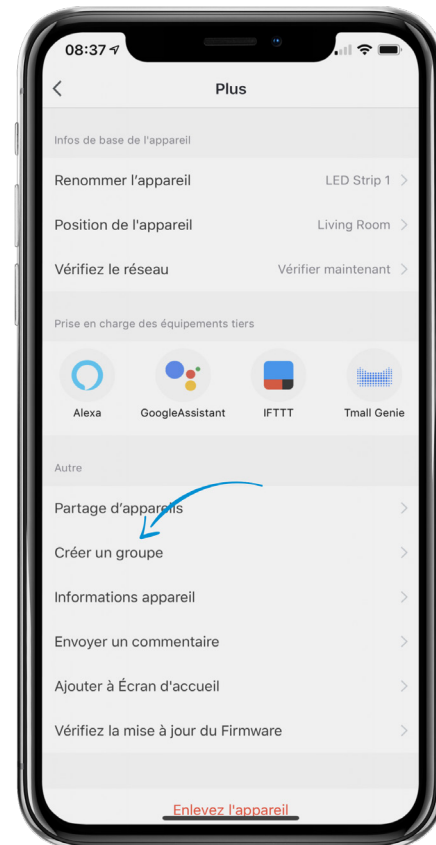 08:37
Plus
Infos de base de l'appareil
Renommer l'appareil LED Strip 1
Position de l'appareil Living Room
Vérifiez le réseau Vérifier maintenant
Prise en charge des équipements tiers
Alexa GoogleAssistant IFTTT Tmall Genie
Autre
Partage d'appareils
Créer un groupe
Informations appareil
Envoyer un commentaire
Ajouter à Écran d'accueil
Vérifiez la mise à jour du Firmware
Enlevez l'appareil